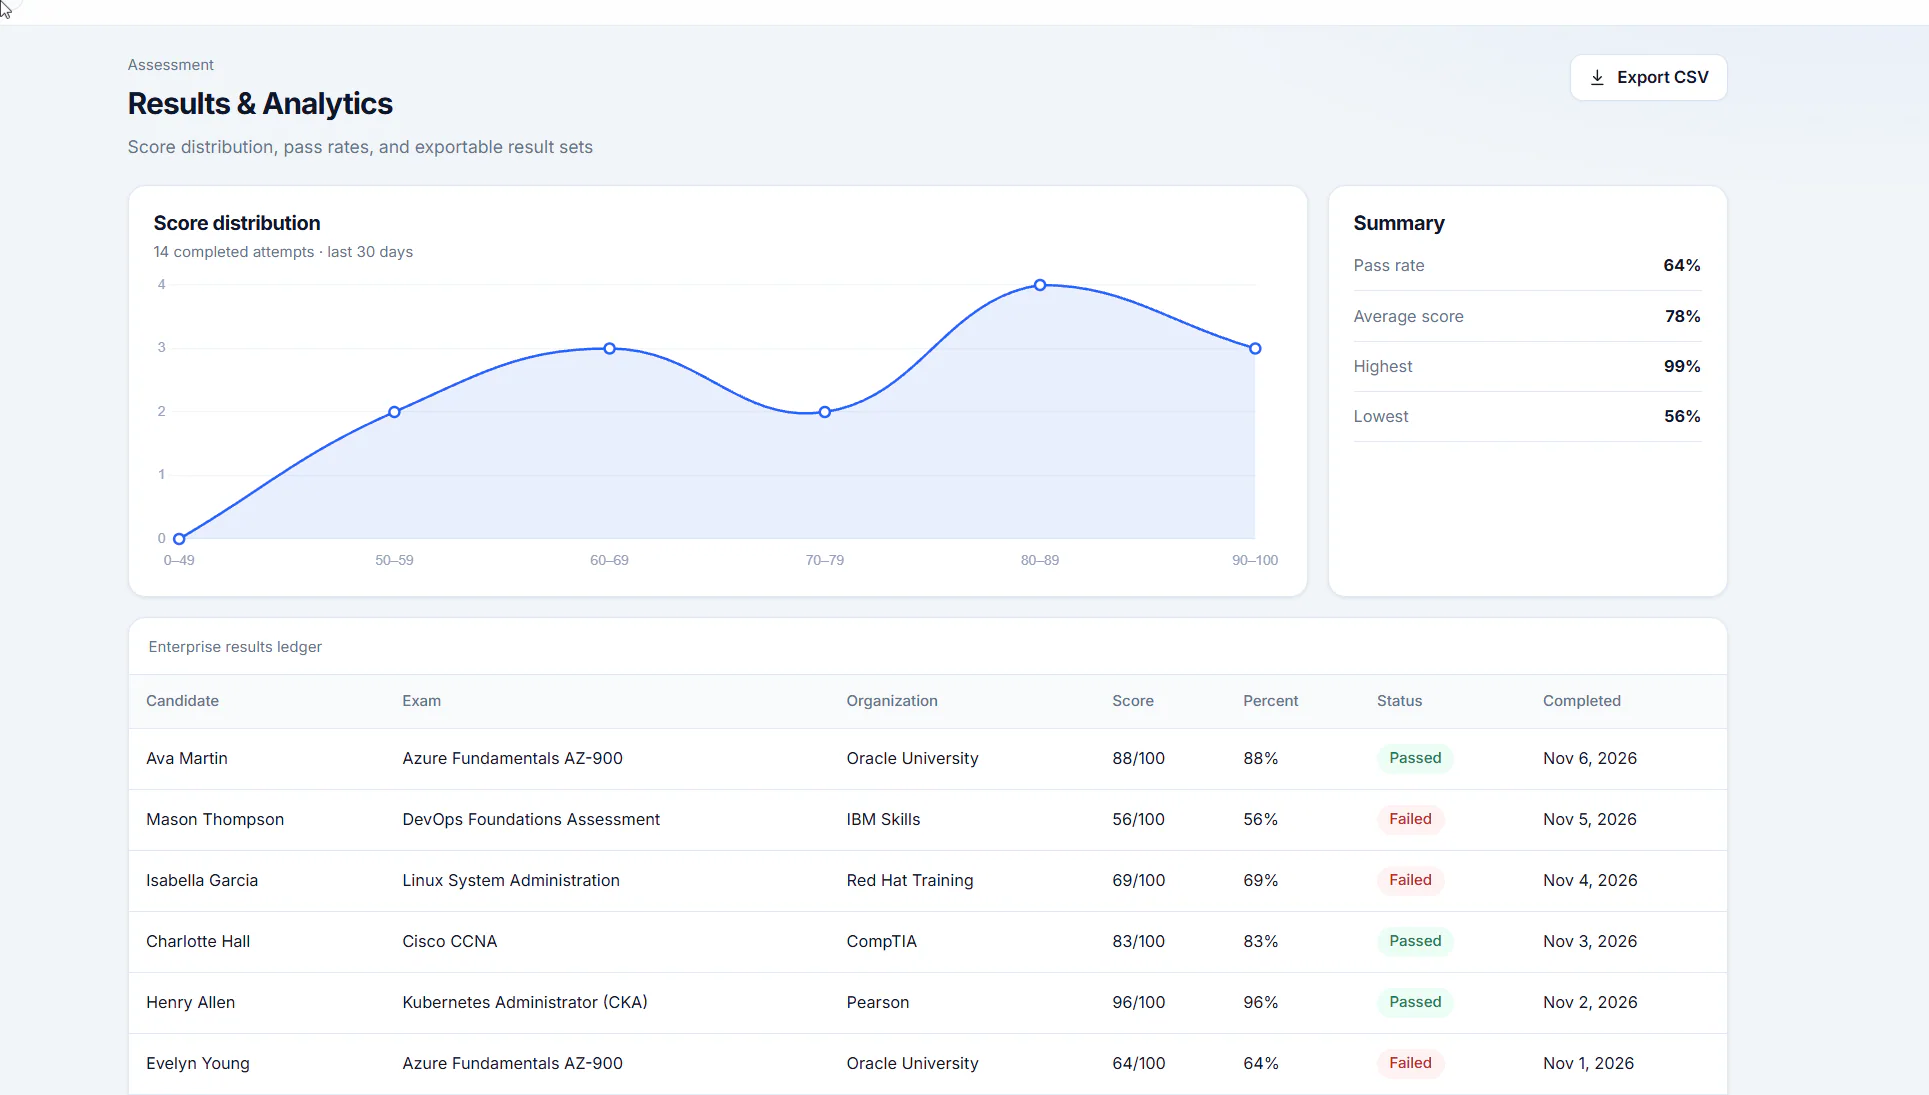 Assessment
Results & Analytics
Score distribution, pass rates, and exportable result sets
Export CSV
Score distribution
14 completed attempts · last 30 days
4
3
2
1
0
0–49 50–59 60–69 70–79 80–89 90–100
Summary
Pass rate 64%
Average score 78%
Highest 99%
Lowest 56%
Enterprise results ledger
Candidate Exam Organization Score Percent Status Completed
Ava Martin Azure Fundamentals AZ-900 Oracle University 88/100 88% Passed Nov 6, 2026
Mason Thompson DevOps Foundations Assessment IBM Skills 56/100 56% Failed Nov 5, 2026
Isabella Garcia Linux System Administration Red Hat Training 69/100 69% Failed Nov 4, 2026
Charlotte Hall Cisco CCNA CompTIA 83/100 83% Passed Nov 3, 2026
Henry Allen Kubernetes Administrator (CKA) Pearson 96/100 96% Passed Nov 2, 2026
Evelyn Young Azure Fundamentals AZ-900 Oracle University 64/100 64% Failed Nov 1, 2026